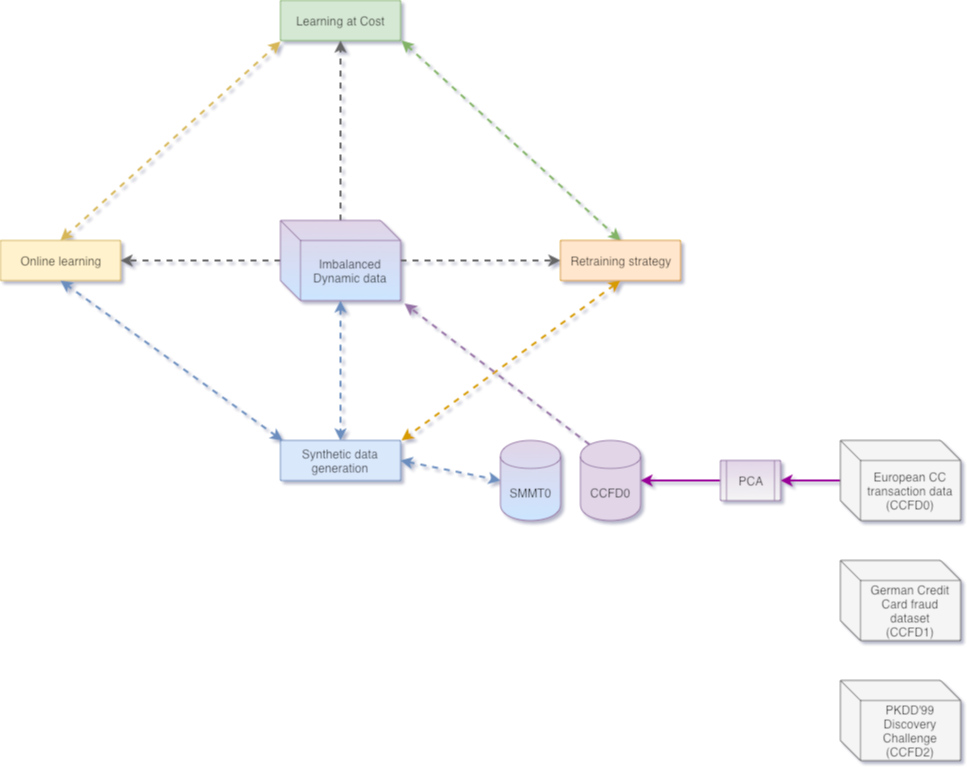 Learning at Cost
Online learning
Imbalanced
Dynamic data
Retraining strategy
Synthetic data
generation
SMMT0
CCFD0
PCA
European CC
transaction data
(CCFD0)
German Credit
Card fraud
dataset
(CCFD1)
PKDD'99
Discovery
Challenge
(CCFD2)